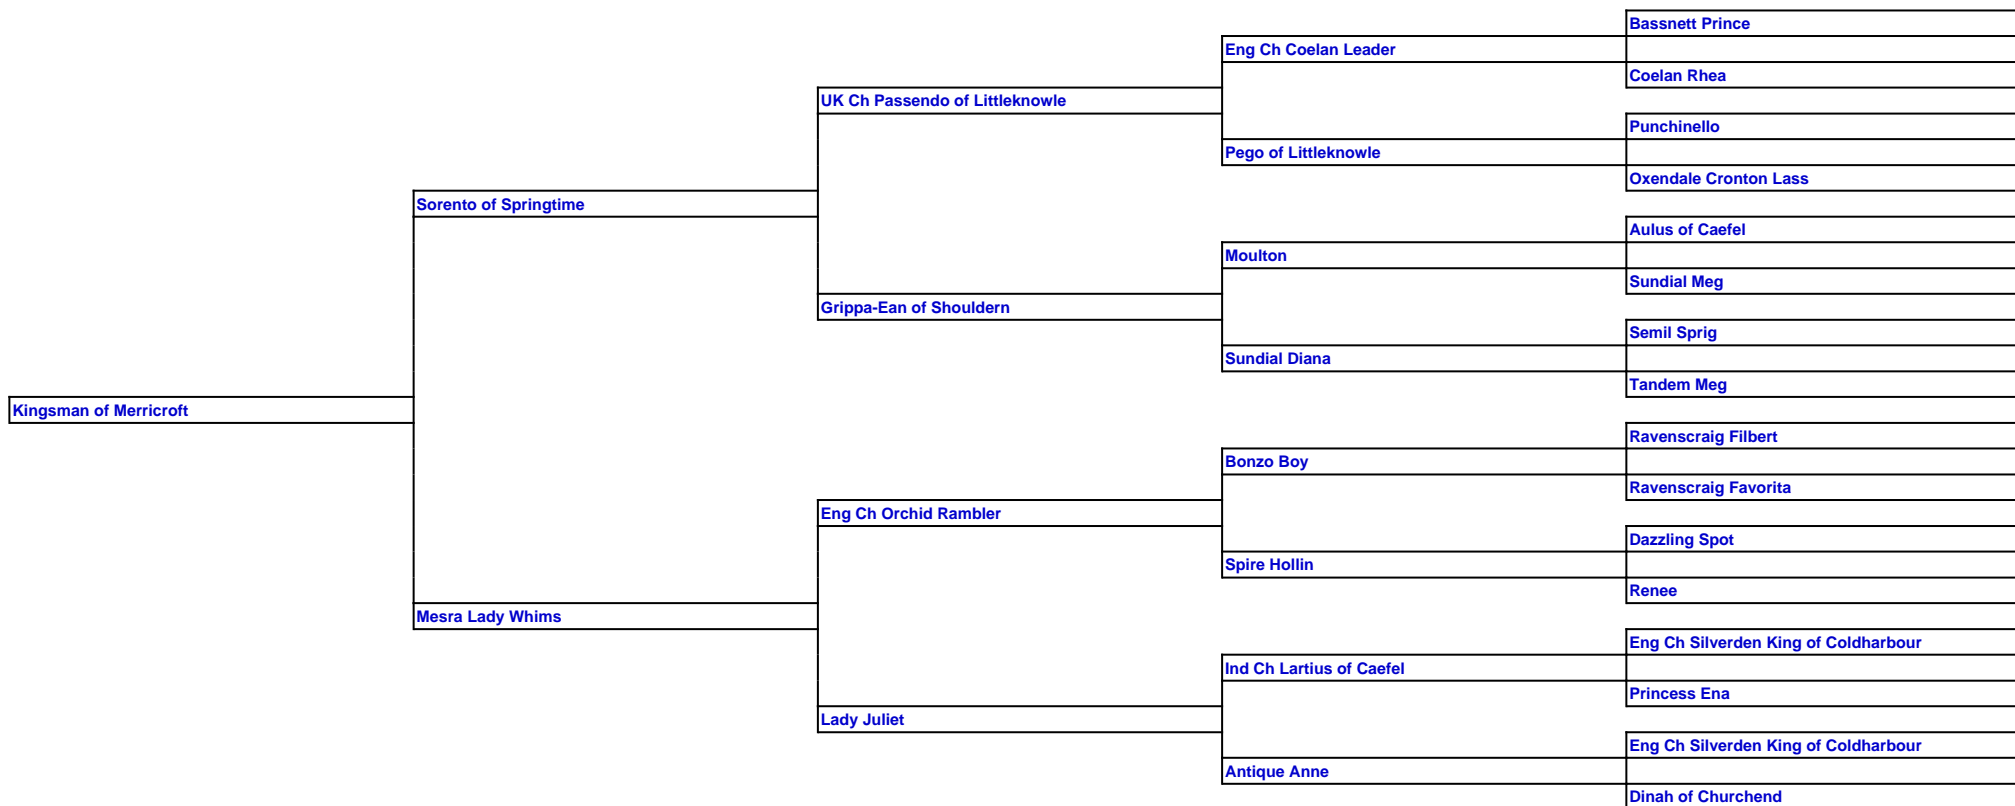 Bassnett Prince
Eng Ch Coelan Leader
Coelan Rhea
UK Ch Passendo of Littleknowle
Punchinello
Pego of Littleknowle
Oxendale Cronton Lass
Sorento of Springtime
Aulus of Caefel
Moulton
Sundial Meg
Grippa-Ean of Shouldern
Semil Sprig
Sundial Diana
Tandem Meg
Kingsman of Merricroft
Ravenscraig Filbert
Bonzo Boy
Ravenscraig Favorita
Eng Ch Orchid Rambler
Dazzling Spot
Spire Hollin
Renee
Mesra Lady Whims
Eng Ch Silverden King of Coldharbour
Ind Ch Lartius of Caefel
Princess Ena
Lady Juliet
Eng Ch Silverden King of Coldharbour
Antique Anne
Dinah of Churchend